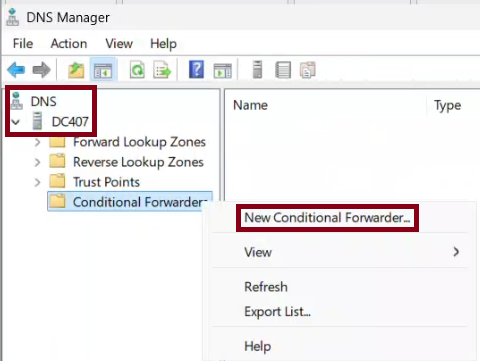 DNS Manager
File Action View Help
DNS
DC407
Forward Lookup Zones
Reverse Lookup Zones
Trust Points
Conditional Forwarders
Name Type
New Conditional Forwarder...
View
Refresh
Export List...
Help